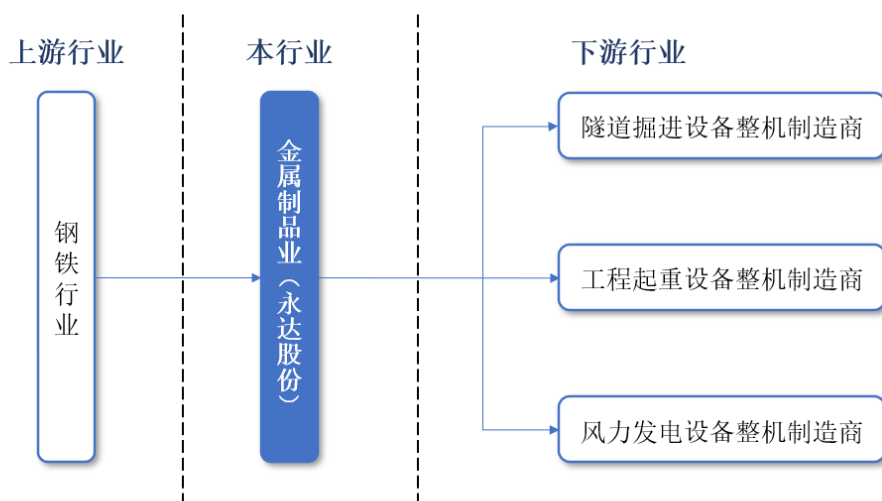 上游行业
本行业
下游行业
钢铁行业
金属制品业（永达股份）
隧道掘进设备整机制造商
工程起重设备整机制造商
风力发电设备整机制造商